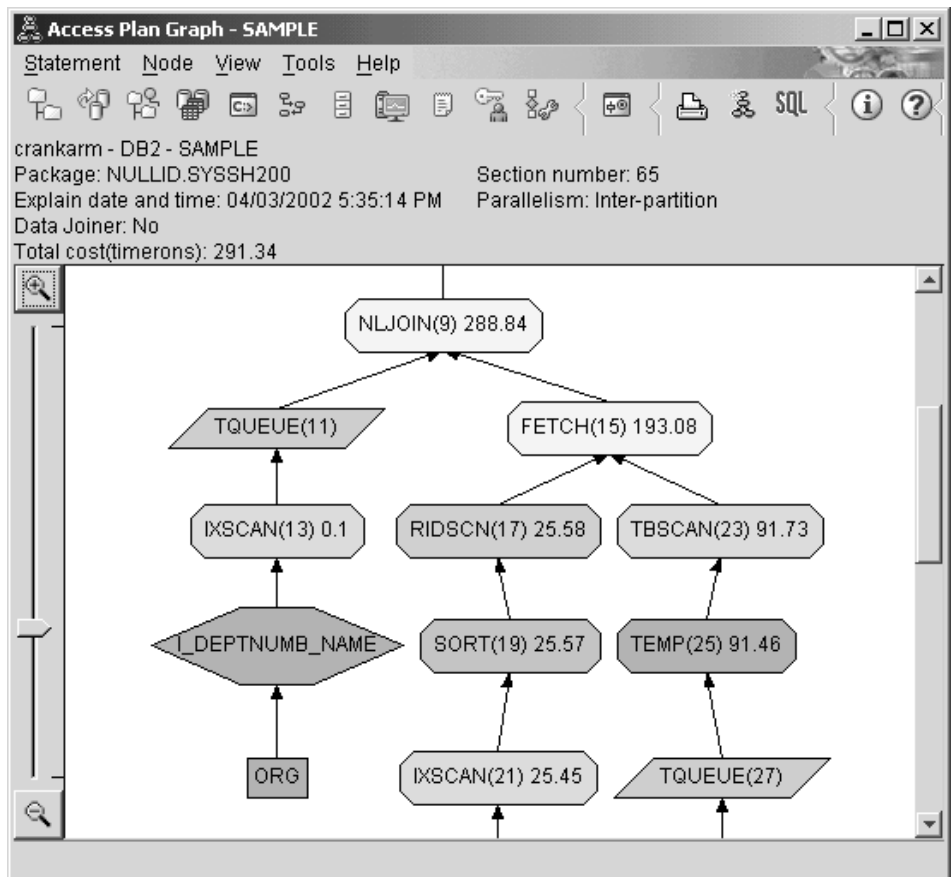 Access Plan Graph - SAMPLE
Statement Node View Tools Help
C:> SQL i ?
crankarm - DB2 - SAMPLE
Package: NULLID.SYSSH200 Section number: 65
Explain date and time: 04/03/2002 5:35:14 PM Parallelism: Inter-partition
Data Joiner: No
Total cost(timerons): 291.34
NLJOIN(9) 288.84
TQUEUE(11) FETCH(15) 193.08
IXSCAN(13) 0.1 RIDSCN(17) 25.58 TBSCAN(23) 91.73
I_DEPTNUMB_NAME SORT(19) 25.57 TEMP(25) 91.46
ORG IXSCAN(21) 25.45 TQUEUE(27)